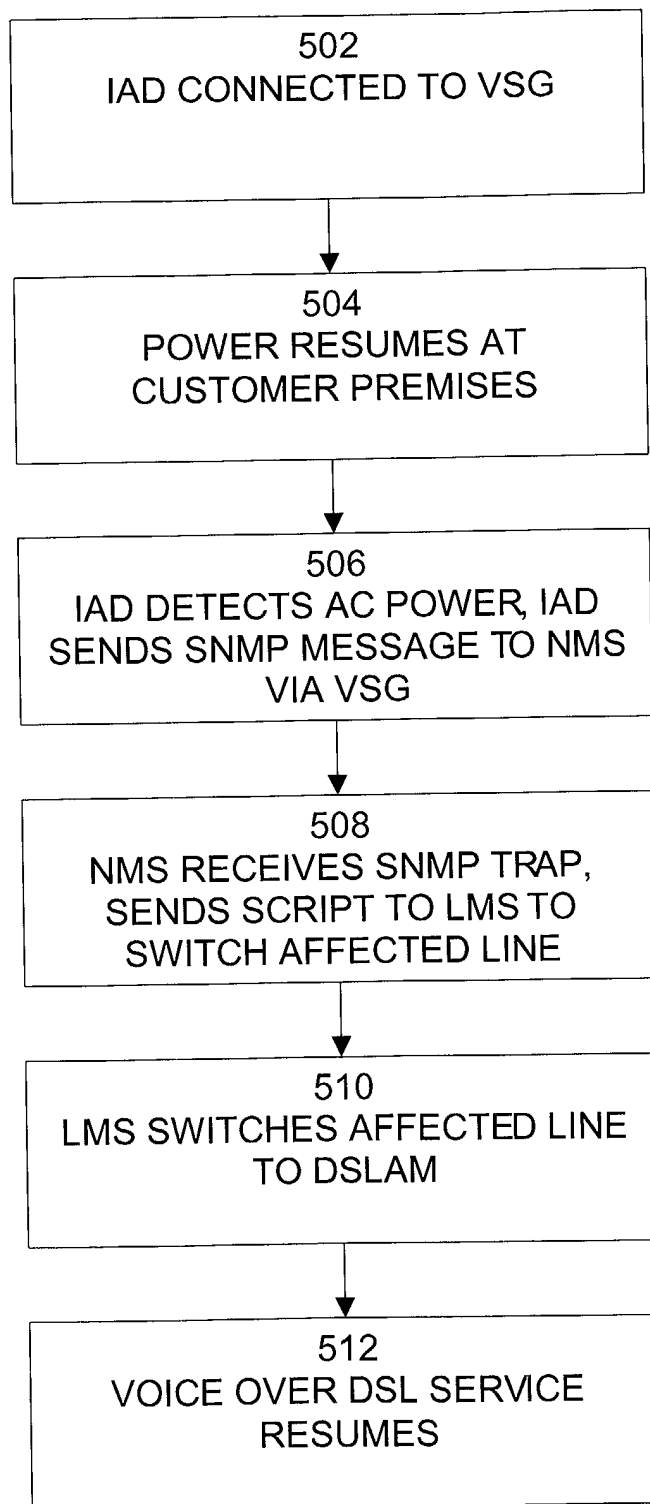 502
IAD CONNECTED TO VSG
504
POWER RESUMES AT
CUSTOMER PREMISES
506
IAD DETECTS AC POWER, IAD
SENDS SNMP MESSAGE TO NMS
VIA VSG
508
NMS RECEIVES SNMP TRAP,
SENDS SCRIPT TO LMS TO
SWITCH AFFECTED LINE
510
LMS SWITCHES AFFECTED LINE
TO DSLAM
512
VOICE OVER DSL SERVICE
RESUMES